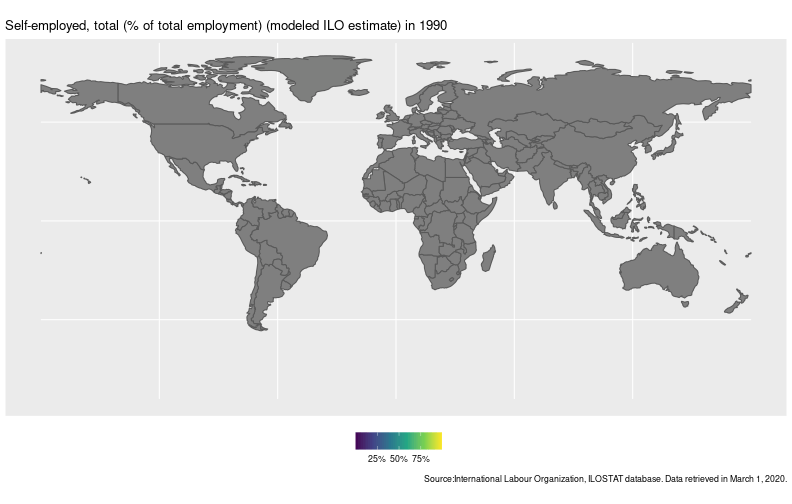 Self-employed, total (% of total employment) (modeled ILO estimate) in 1990
25% 50% 75%
Source:International Labour Organization, ILOSTAT database. Data retrieved in March 1, 2020.